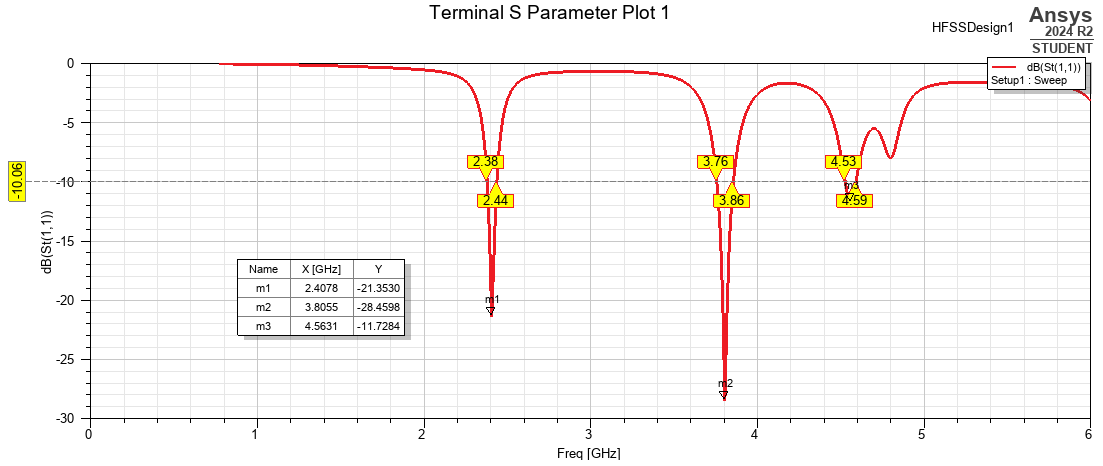 Terminal S Parameter Plot 1
HFSSDesign1
Ansys
2024 R2
STUDENT
dB(St(1,1))
Setup1 : Sweep
0
-5
-10
-15
-20
-25
-30
-10.06
dB(St(1,1))
2.38
2.44
3.76
3.86
4.53
4.59
m1
m2
m3
Name X [GHz] Y
m1 2.4078 -21.3530
m2 3.8055 -28.4598
m3 4.5631 -11.7284
0 1 2 3 4 5 6
Freq [GHz]